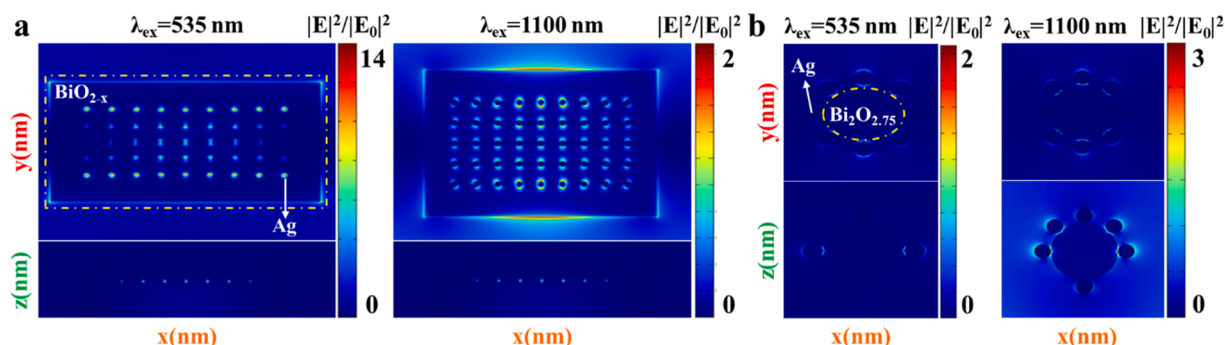 a
λex=535 nm |E|²/|E₀|²
14
0
BiO2-x
Ag
y(nm)
z(nm)
x(nm)
λex=1100 nm |E|²/|E₀|²
2
0
x(nm)
b
λex=535 nm |E|²/|E₀|²
2
0
Ag
Bi₂O₂.₇₅
y(nm)
z(nm)
x(nm)
λex=1100 nm |E|²/|E₀|²
3
0
x(nm)